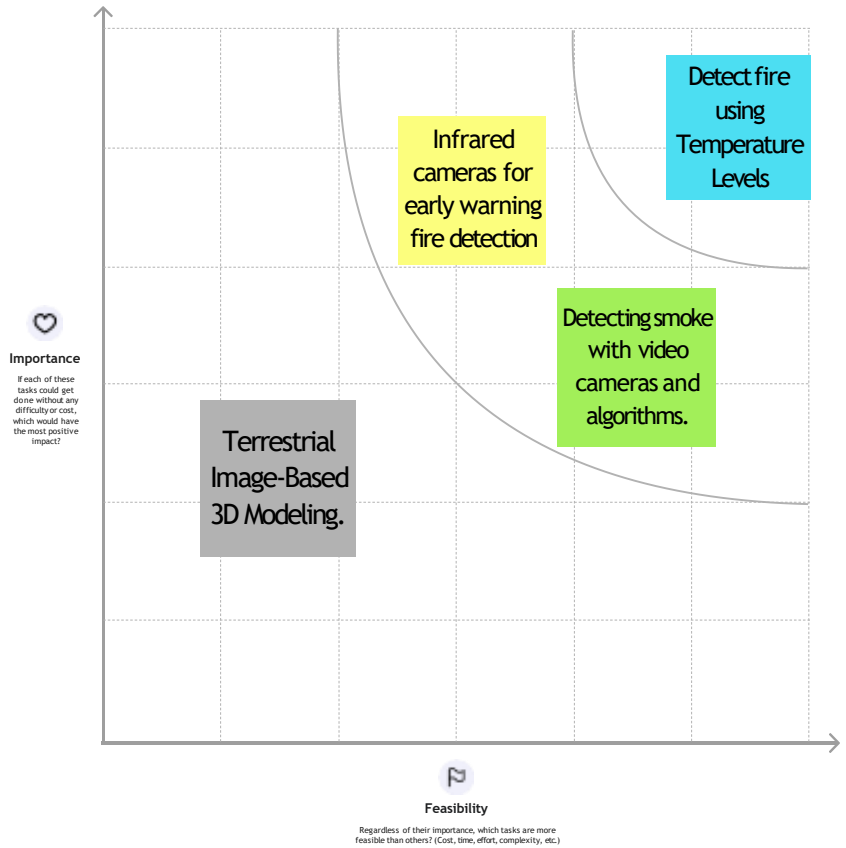 Detect fire
using
Temperature
Levels
Infrared
cameras for
early warning
fire detection
Detecting smoke
with video
cameras and
algorithms.
Importance
If each of these
tasks could get
done without any
difficulty or cost,
which would have
the most positive
impact?
Terrestrial
Image-Based
3D Modeling.
Feasibility
Regardless of their importance, which tasks are more
feasible than others? (Cost, time, effort, complexity, etc.)